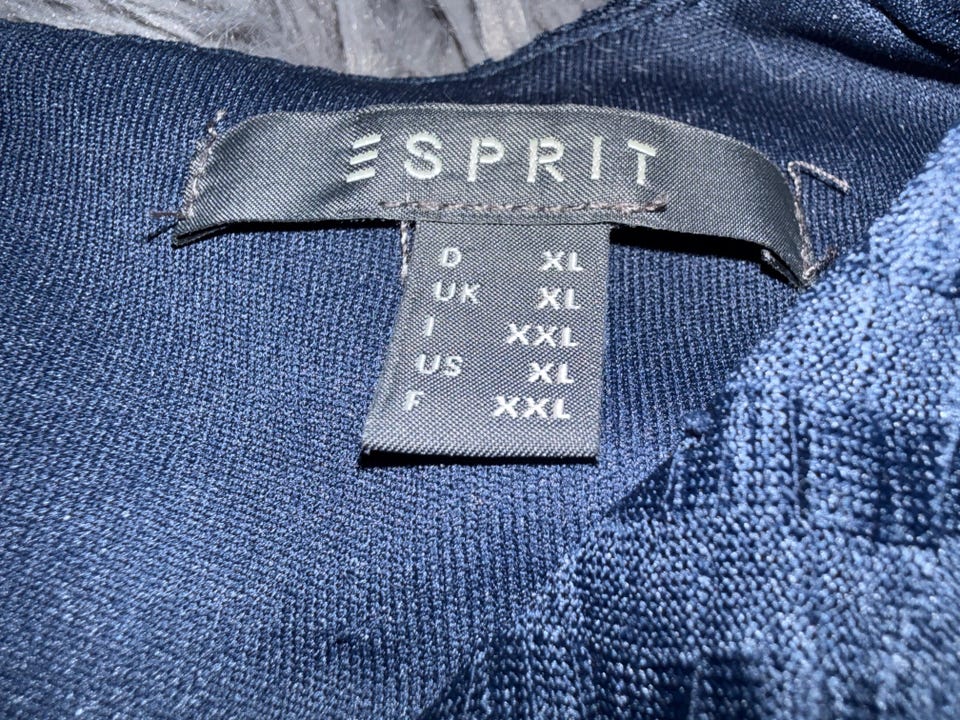 ESPRIT
D XL
UK XL
I XXL
US XL
F XXL